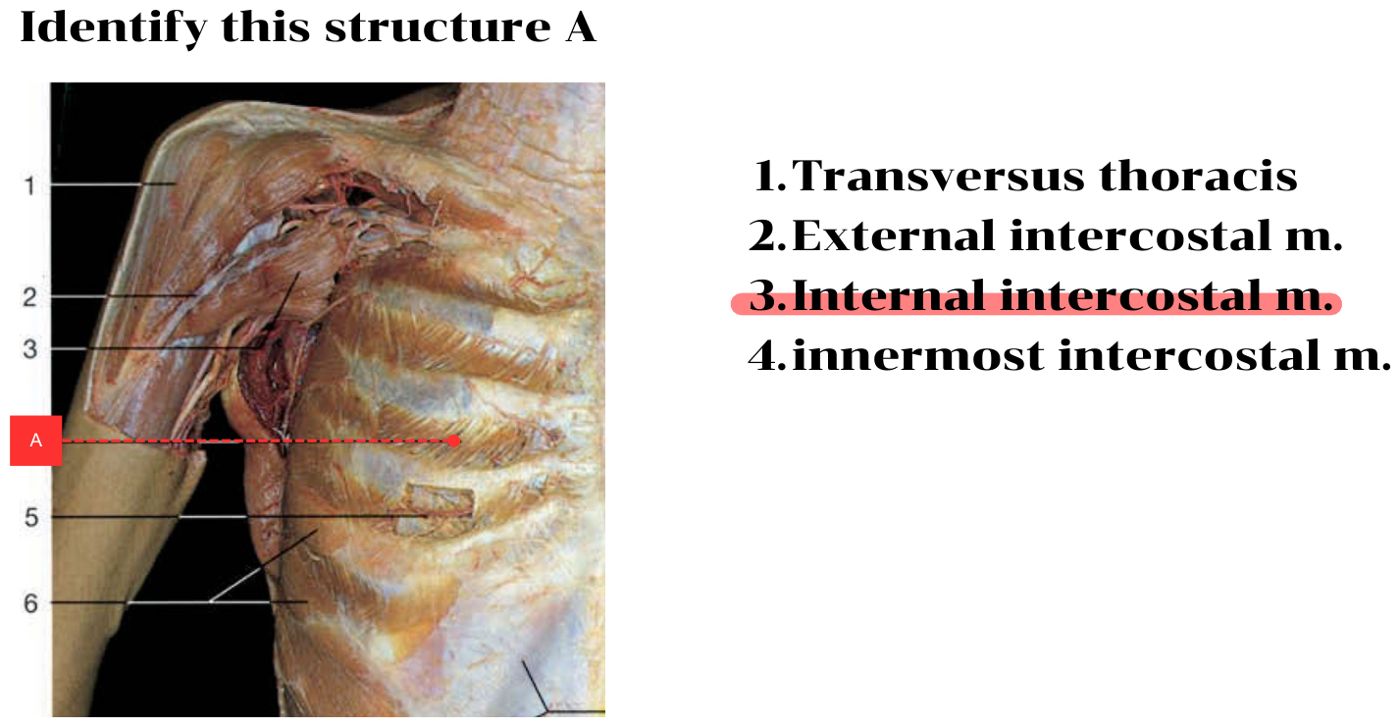 Identify this structure A
1
2
3
A
5
6
1. Transversus thoracis
2. External intercostal m.
3. Internal intercostal m.
4. innermost intercostal m.